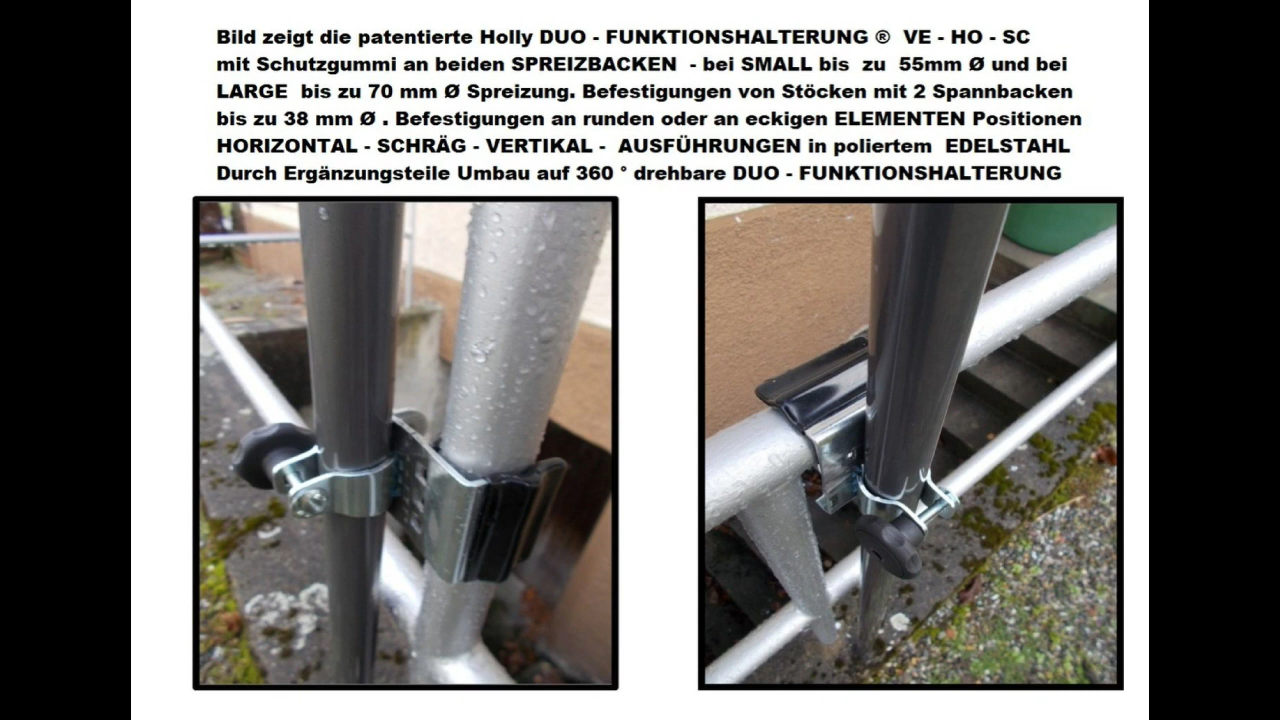 Bild zeigt die patentierte Holly DUO - FUNKTIONSHALTERUNG ® VE - HO - SC
mit Schutzgummi an beiden SPREIZBACKEN - bei SMALL bis zu 55mm Ø und bei
LARGE bis zu 70 mm Ø Spreizung. Befestigungen von Stöcken mit 2 Spannbacken
bis zu 38 mm Ø . Befestigungen an runden oder an eckigen ELEMENTEN Positionen
HORIZONTAL - SCHRÄG - VERTIKAL - AUSFÜHRUNGEN in poliertem EDELSTAHL
Durch Ergänzungsteile Umbau auf 360 ° drehbare DUO - FUNKTIONSHALTERUNG